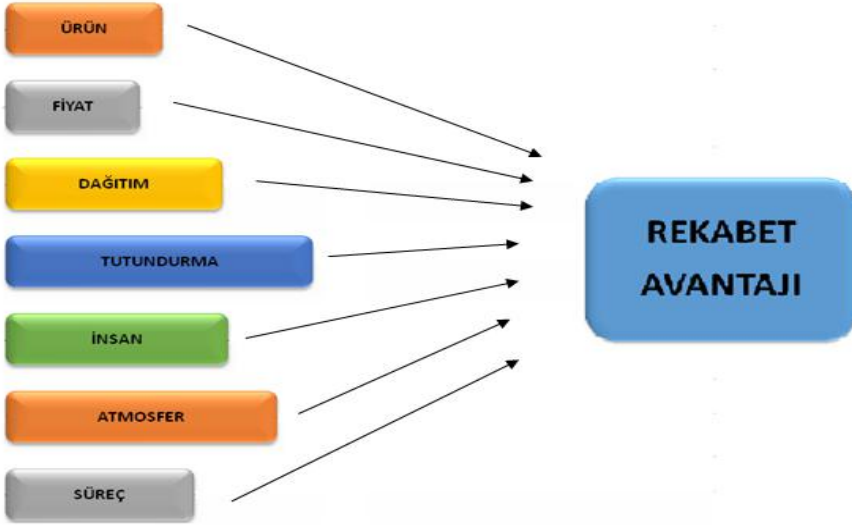 ÜRÜN
FİYAT
DAĞITIM
TUTUNDURMA
İNSAN
ATMOSFER
SÜREÇ
REKABET
AVANTAJI